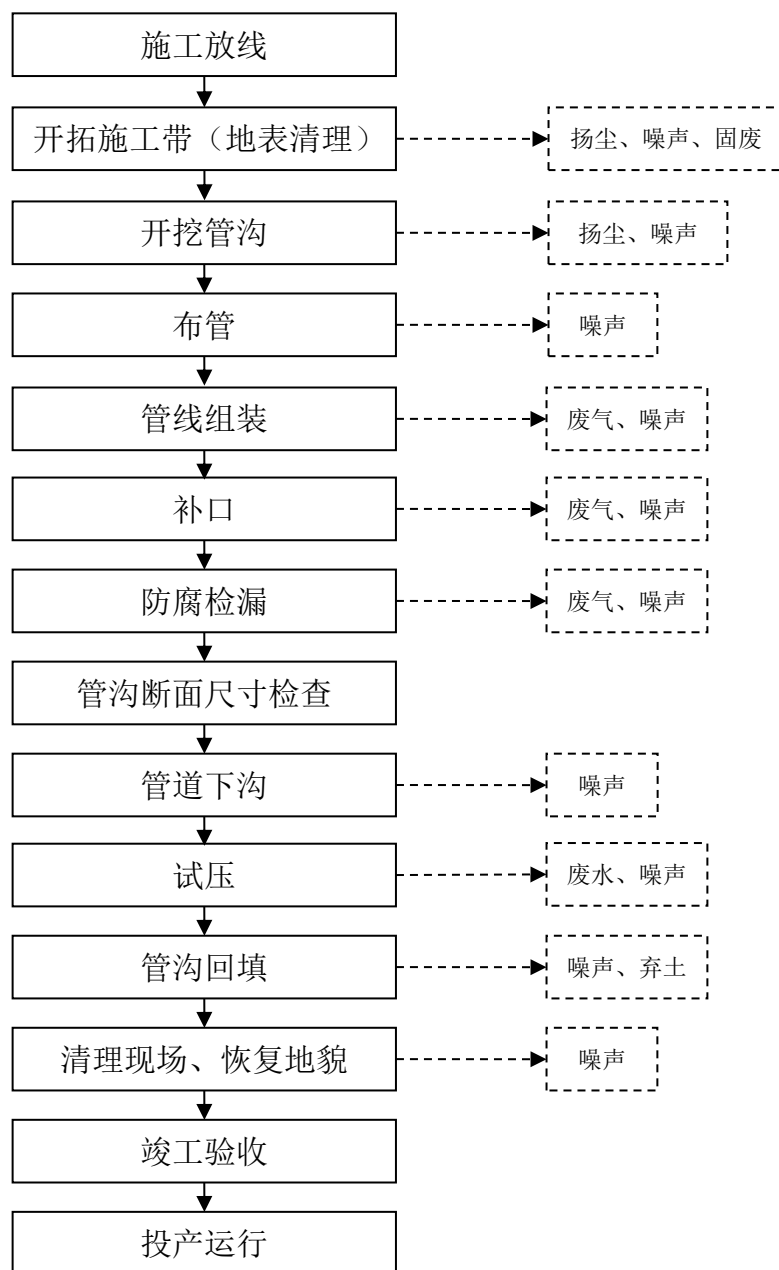 施工放线
开拓施工带（地表清理）
扬尘、噪声、固废
开挖管沟
扬尘、噪声
布管
噪声
管线组装
废气、噪声
补口
废气、噪声
防腐检漏
废气、噪声
管沟断面尺寸检查
管道下沟
噪声
试压
废水、噪声
管沟回填
噪声、弃土
清理现场、恢复地貌
噪声
竣工验收
投产运行